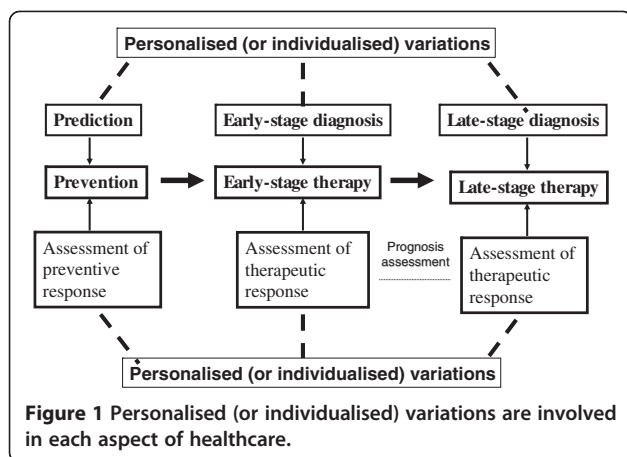 Personalised (or individualised) variations
Prediction
Early-stage diagnosis
Late-stage diagnosis
Prevention
Early-stage therapy
Late-stage therapy
Assessment of
preventive
response
Assessment of
therapeutic
response
Prognosis
assessment
Assessment of
therapeutic
response
Personalised (or individualised) variations
Figure 1 Personalised (or individualised) variations are involved
in each aspect of healthcare.